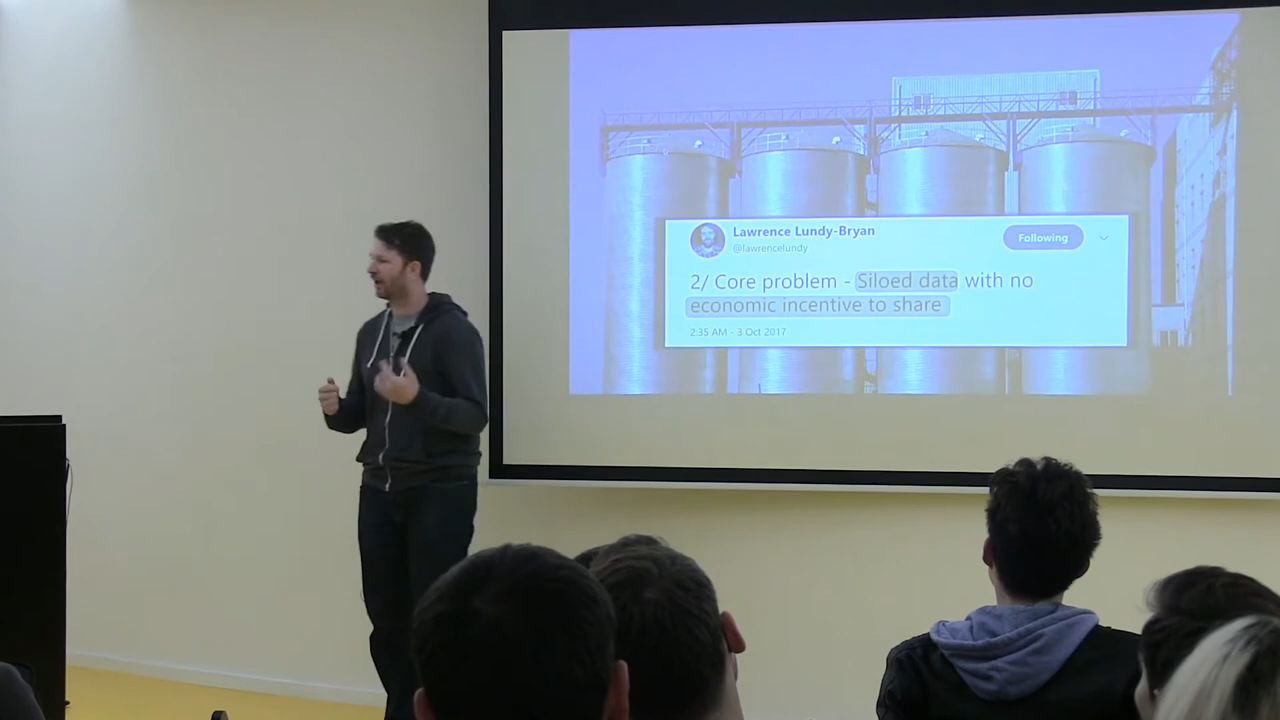 Lawrence Lundy-Bryan
@lawrencelundy
Following
2/ Core problem - Siloed data with no
economic incentive to share
2:35 AM - 3 Oct 2017